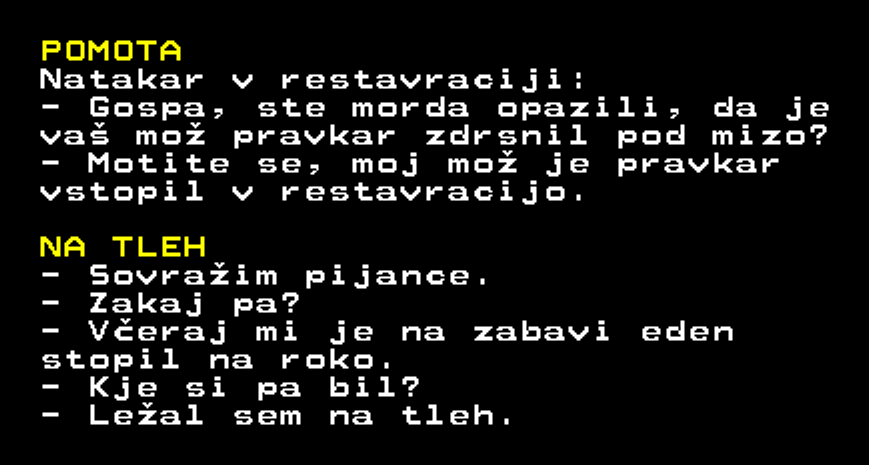 POMOTA
Natakar v restavraciji:
- Gospa, ste morda opazili, da je
vaš mož pravkar zdrsnil pod mizo?
- Motite se, moj mož je pravkar
vstopil v restavracijo.
NA TLEH
- Sovražim pijance.
- Zakaj pa?
- Včeraj mi je na zabavi eden
stopil na roko.
- Kje si pa bil?
- Ležal sem na tleh.